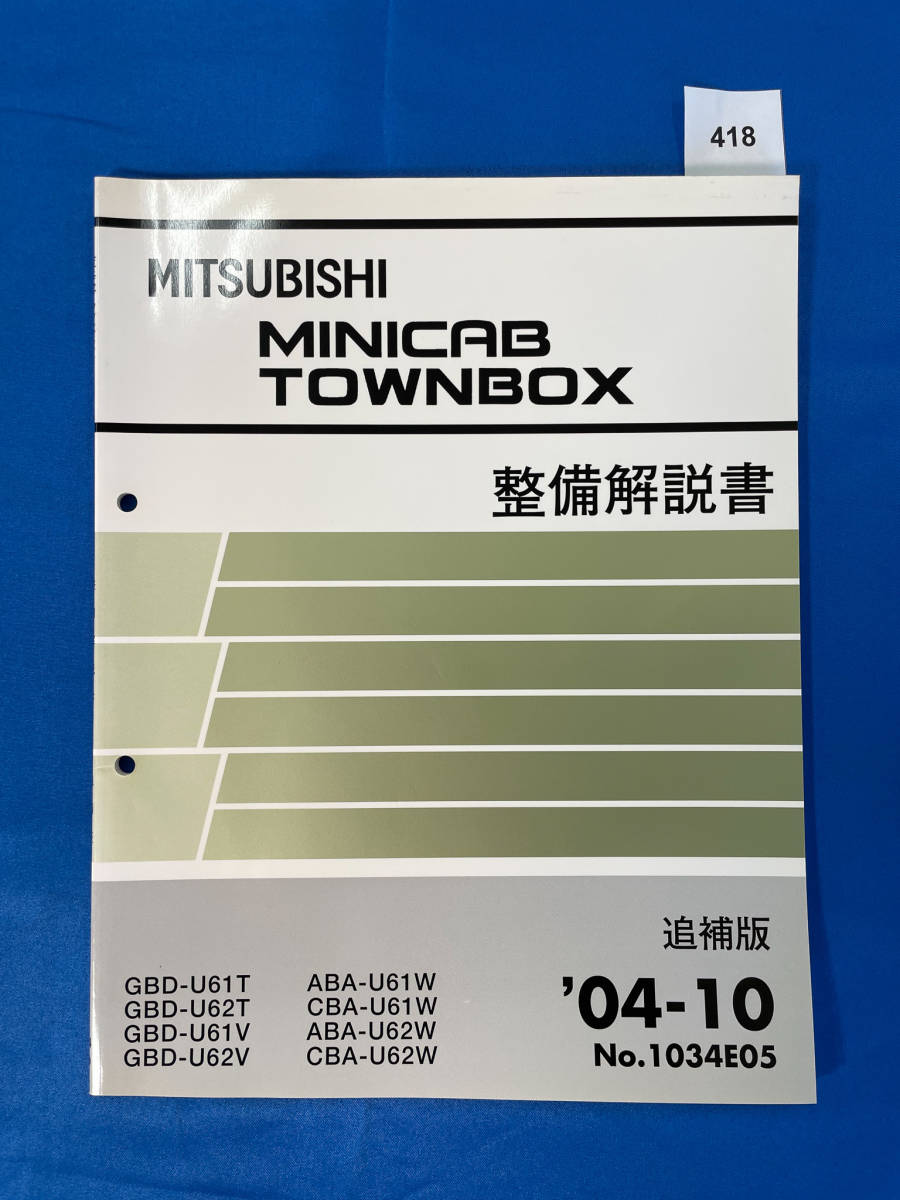 418
MITSUBISHI
MINICAB
TOWNBOX
整備解説書
追補版
GBD-U61T ABA-U61W
GBD-U62T CBA-U61W
GBD-U61V ABA-U62W
GBD-U62V CBA-U62W
'04-10
No.1034E05